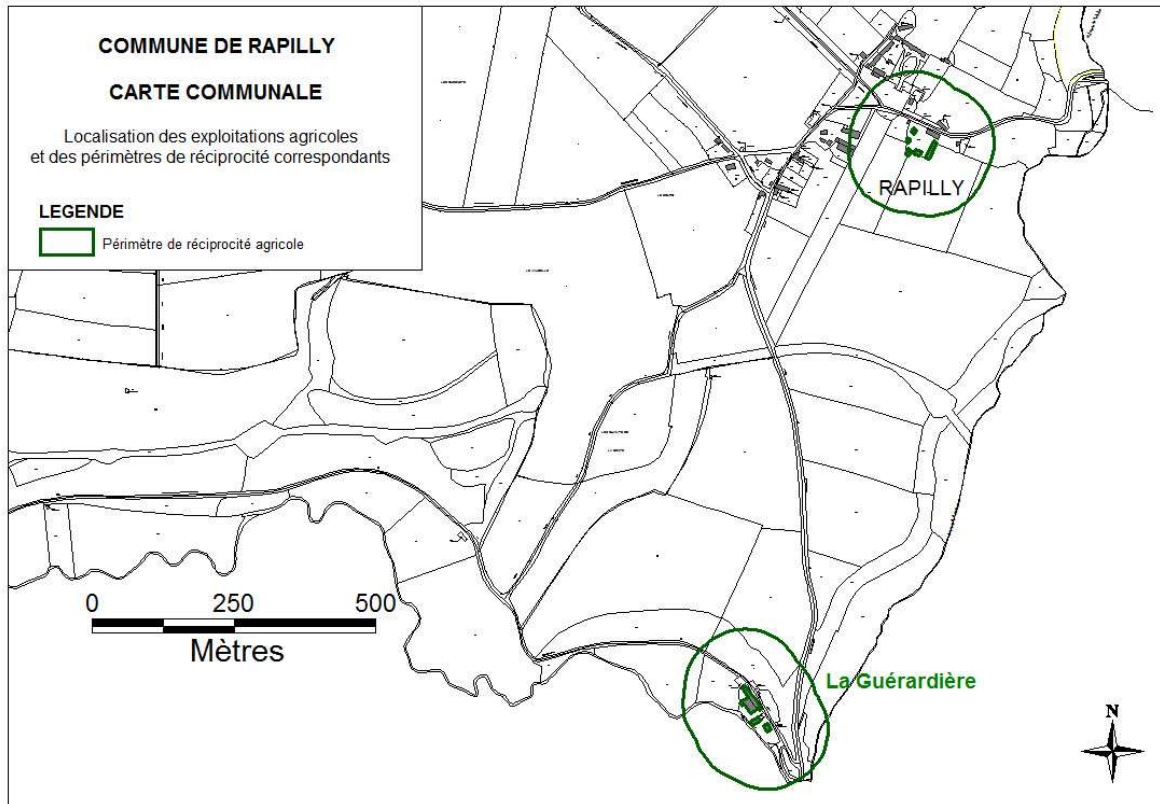 COMMUNE DE RAPILLY
CARTE COMMUNALE
Localisation des exploitations agricoles
et des périmètres de réciprocité correspondants
LEGENDE
Périmètre de réciprocité agricole
RAPILLY
0 250 500
Mètres
La Guérardière
N